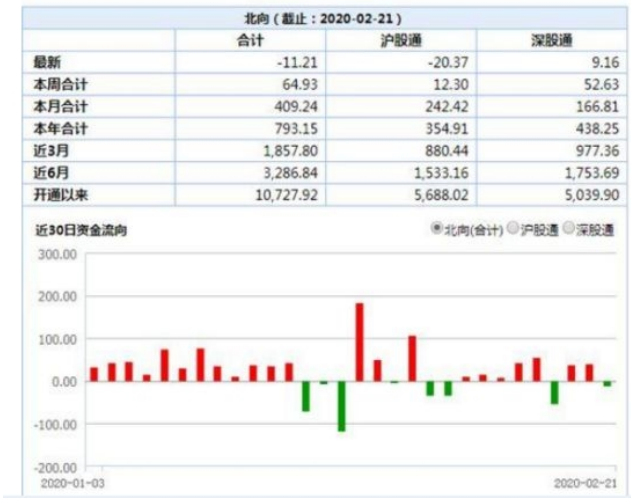 北向（截止：2020-02-21）
合计 沪股通 深股通
最新 -11.21 -20.37 9.16
本周合计 64.93 12.30 52.63
本月合计 409.24 242.42 166.81
本年合计 793.15 354.91 438.25
近3月 1,857.80 880.44 977.36
近6月 3,286.84 1,533.16 1,753.69
开通以来 10,727.92 5,688.02 5,039.90
近30日资金流向 北向(合计) 沪股通 深股通
300.00
200.00
100.00
0.00
-100.00
-200.00
2020-01-03 2020-02-21